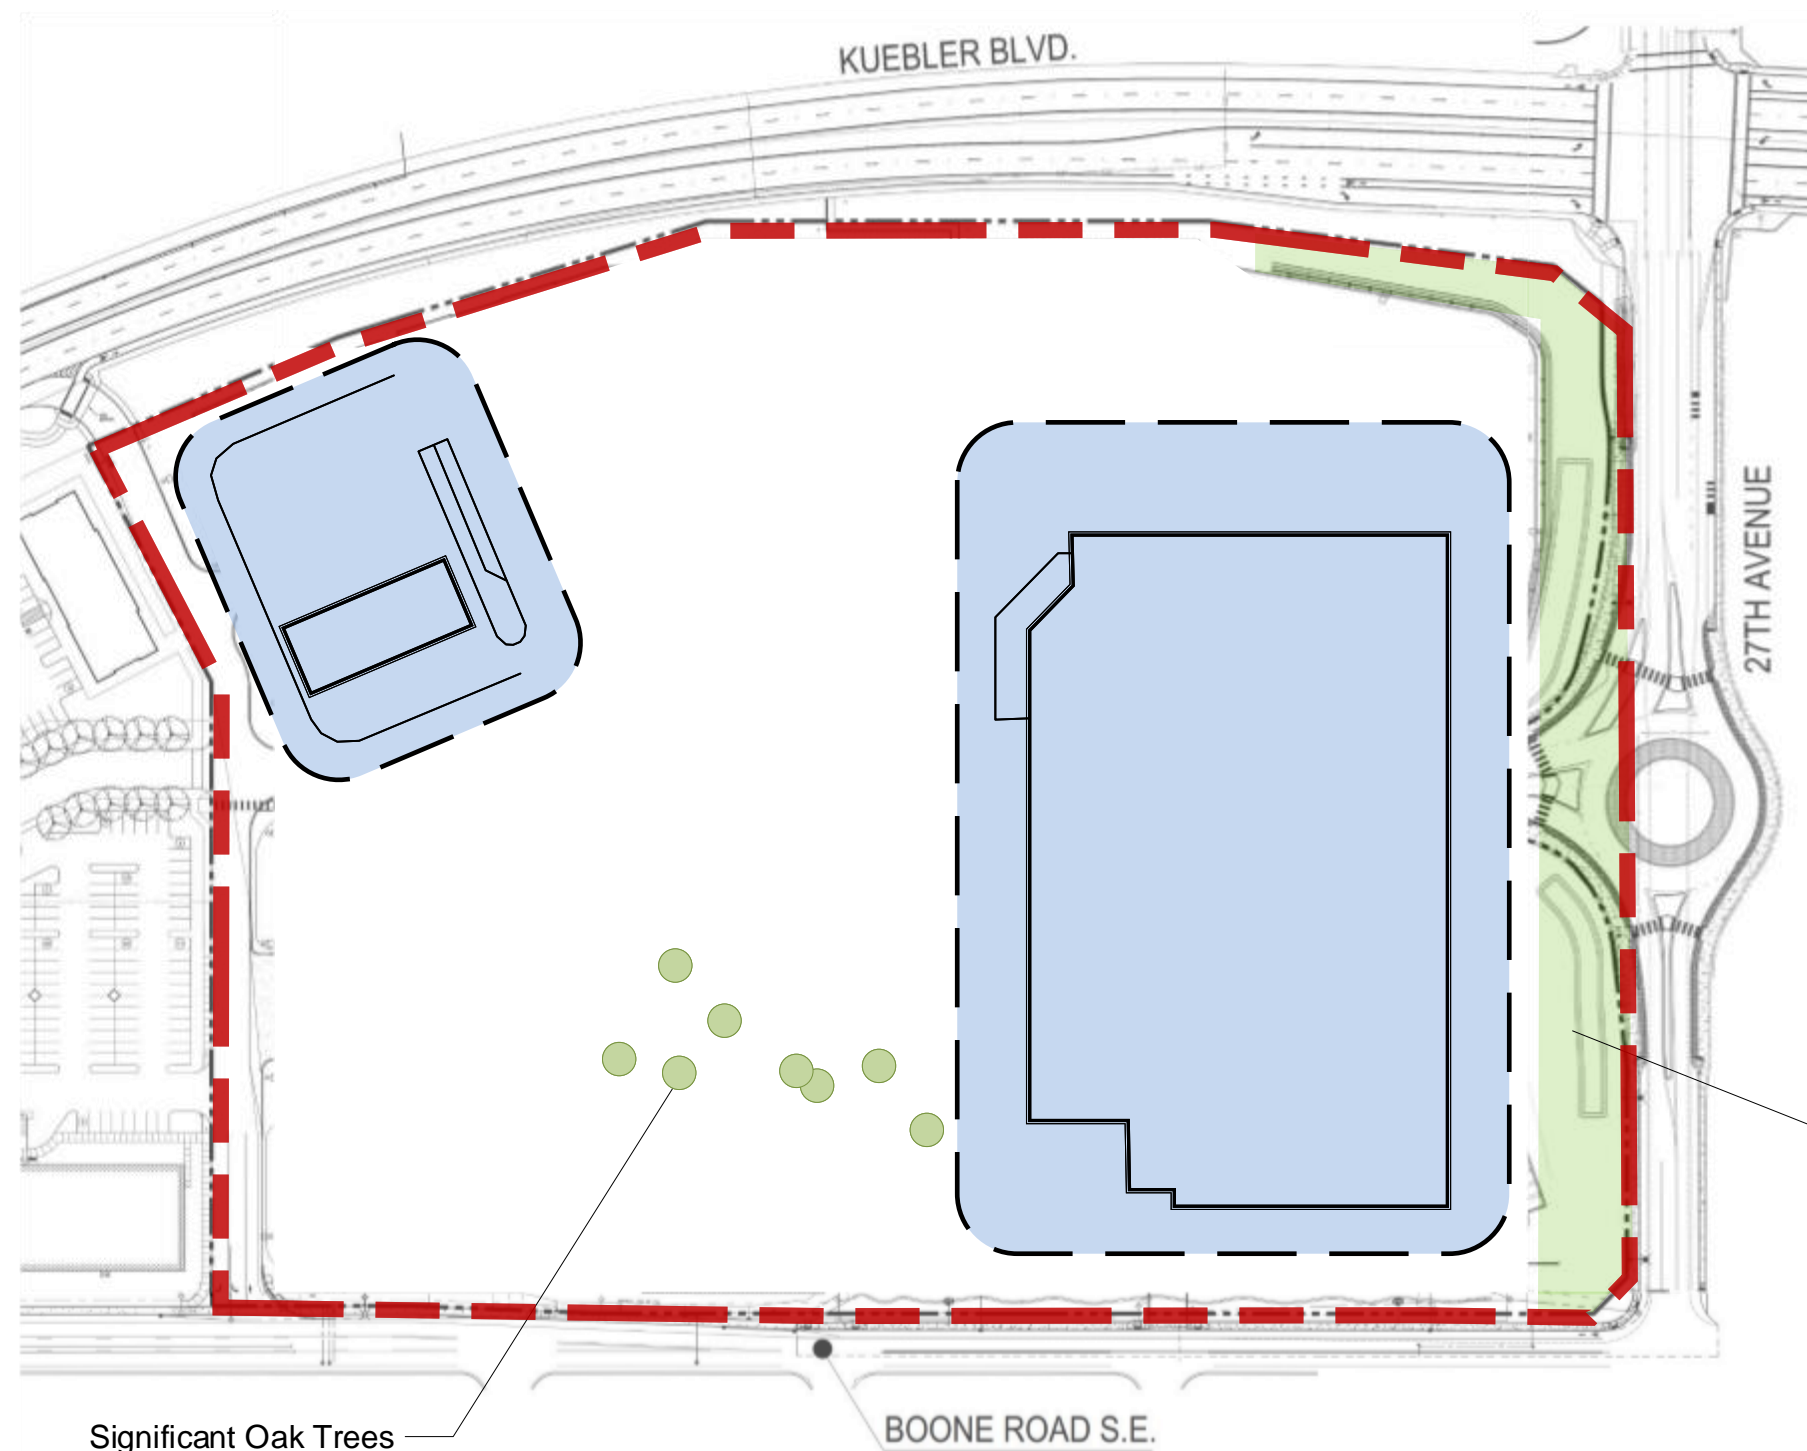 KUEBLER BLVD.
27TH AVENUE
Significant Oak Trees
BOONE ROAD S.E.